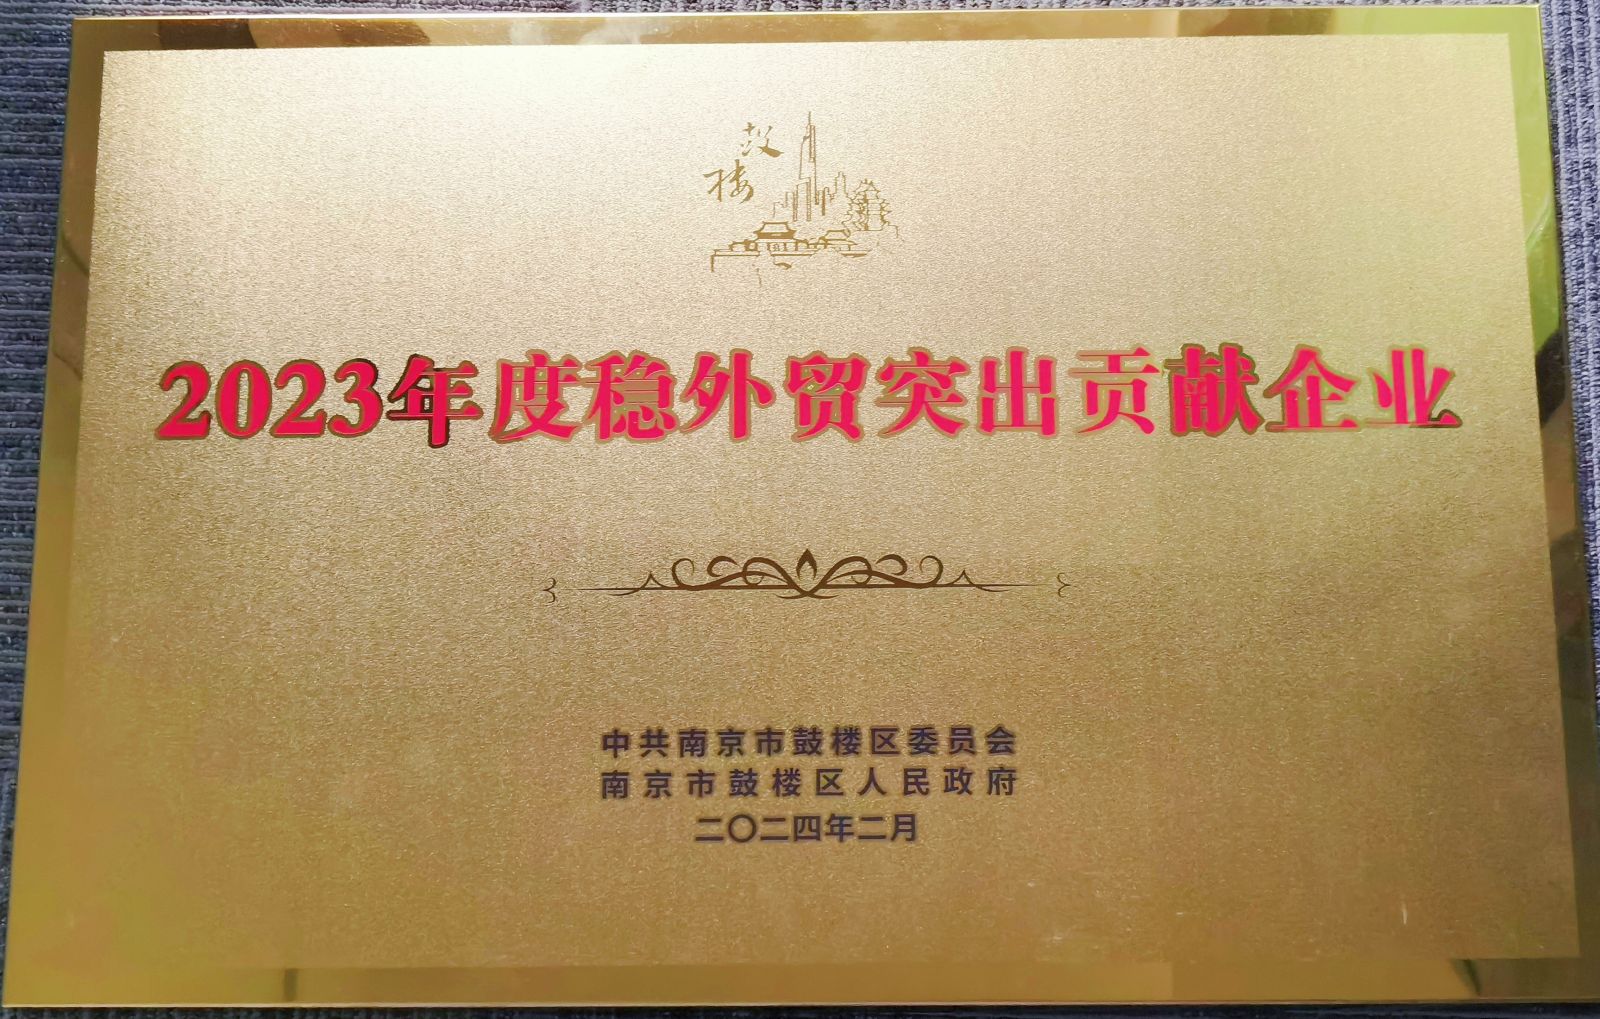 鼓楼
2023年度稳外贸突出贡献企业
中共南京市鼓楼区委员会
南京市鼓楼区人民政府
二〇二四年二月